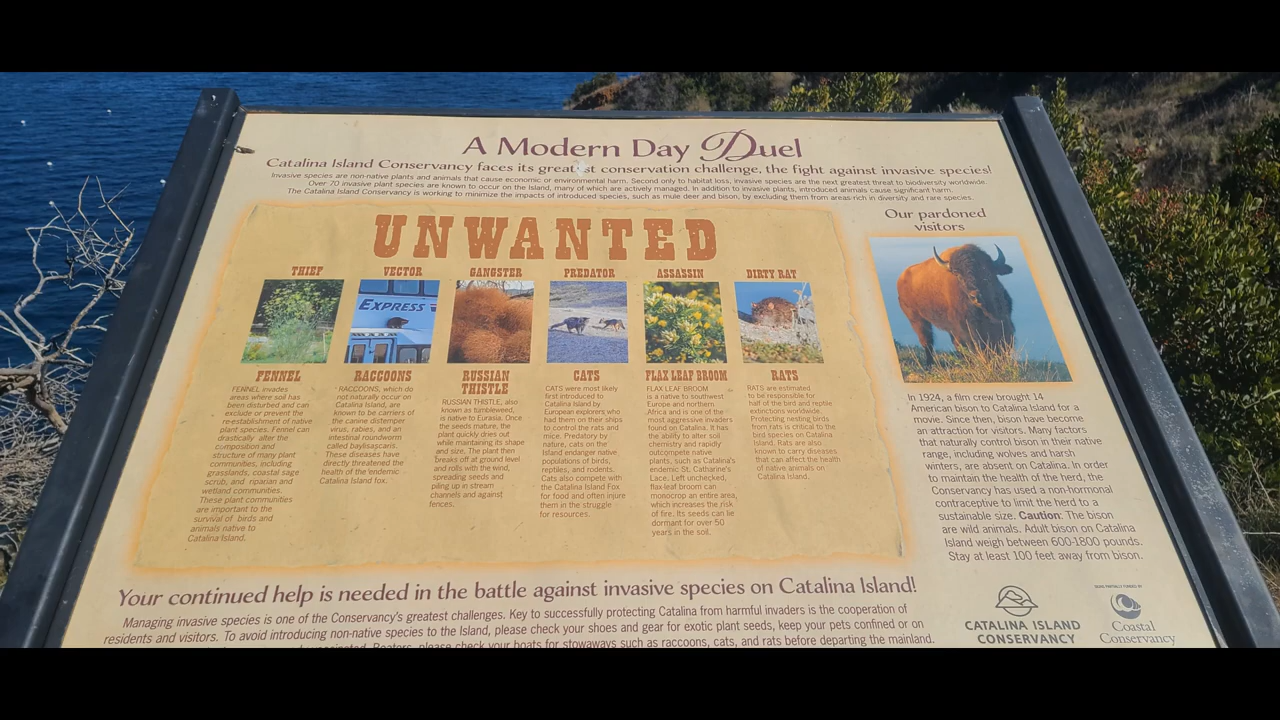 A Modern Day Duel
Catalina Island Conservancy faces its greatest conservation challenge, the fight against invasive species!
Invasive species are non-native plants and animals that cause economic or environmental harm. Second only to habitat loss, invasive species are the next greatest threat to biodiversity worldwide.
Over 70 invasive plant species are known to occur on the Island, many of which are actively managed. In addition to invasive plants, introduced animals cause significant harm.
The Catalina Island Conservancy is working to minimize the impacts of introduced species, such as mule deer and bison, by excluding them from areas rich in diversity and rare species.
UNWANTED
THIEF
FENNEL
FENNEL invades
areas where soil has
been disturbed and can
exclude or prevent the
re-establishment of native
plant species. Fennel can
drastically alter the
composition and
structure of many plant
communities, including
grasslands, coastal sage
scrub, and riparian and
wetland communities.
These plant communities
are important to the
survival of birds and
animals native to
Catalina Island.
VECTOR
EXPRESS
RACCOONS
RACCOONS, which do
not naturally occur on
Catalina Island, are
known to be carriers of
the canine distemper
virus, rabies, and an
intestinal roundworm
called baylisascaris.
These diseases have
directly threatened the
health of the endemic
Catalina Island fox.
GANGSTER
RUSSIAN
THISTLE
RUSSIAN THISTLE, also
known as tumbleweed,
is native to Eurasia. Once
the seeds mature, the
plant quickly dries out
while maintaining its shape
and size. The plant then
breaks off at ground level
and rolls with the wind,
spreading seeds and
piling up in stream
channels and against
fences.
PREDATOR
CATS
CATS were most likely
first introduced to
Catalina Island by
European explorers who
had them on their ships
to control the rats and
mice. Predatory by
nature, cats on the
Island endanger native
populations of birds,
reptiles, and rodents.
Cats also compete with
the Catalina Island Fox
for food and often injure
them in the struggle
for resources.
ASSASSIN
FLAX LEAF BROOM
FLAX LEAF BROOM
is a native to southwest
Europe and northern
Africa and is one of the
most aggressive invaders
found on Catalina. It has
the ability to alter soil
chemistry and rapidly
outcompete native
plants, such as Catalina's
endemic St. Catharine's
Lace. Left unchecked,
flax-leaf broom can
monocrop an entire area,
which increases the risk
of fire. Its seeds can lie
dormant for over 50
years in the soil.
DIRTY RAT
RATS
RATS are estimated
to be responsible for
half of the bird and reptile
extinctions worldwide.
Protecting nesting birds
from rats is critical to the
bird species on Catalina
Island. Rats are also
known to carry diseases
that can affect the health
of native animals on
Catalina Island.
Our pardoned
visitors
In 1924, a film crew brought 14
American bison to Catalina Island for a
movie. Since then, bison have become
an attraction for visitors. Many factors
that naturally control bison in their native
range, including wolves and harsh
winters, are absent on Catalina. In order
to maintain the health of the herd, the
Conservancy has used a non-hormonal
contraceptive to limit the herd to a
sustainable size. Caution: The bison
are wild animals. Adult bison on Catalina
Island weigh between 600-1800 pounds.
Stay at least 100 feet away from bison.
Your continued help is needed in the battle against invasive species on Catalina Island!
Managing invasive species is one of the Conservancy's greatest challenges. Key to successfully protecting Catalina from harmful invaders is the cooperation of
residents and visitors. To avoid introducing non-native species to the Island, please check your shoes and gear for exotic plant seeds, keep your pets confined or on
vaccinated. Boaters, please check your boats for stowaways such as raccoons, cats, and rats before departing the mainland.
CATALINA ISLAND
CONSERVANCY
Coastal
Conservancy